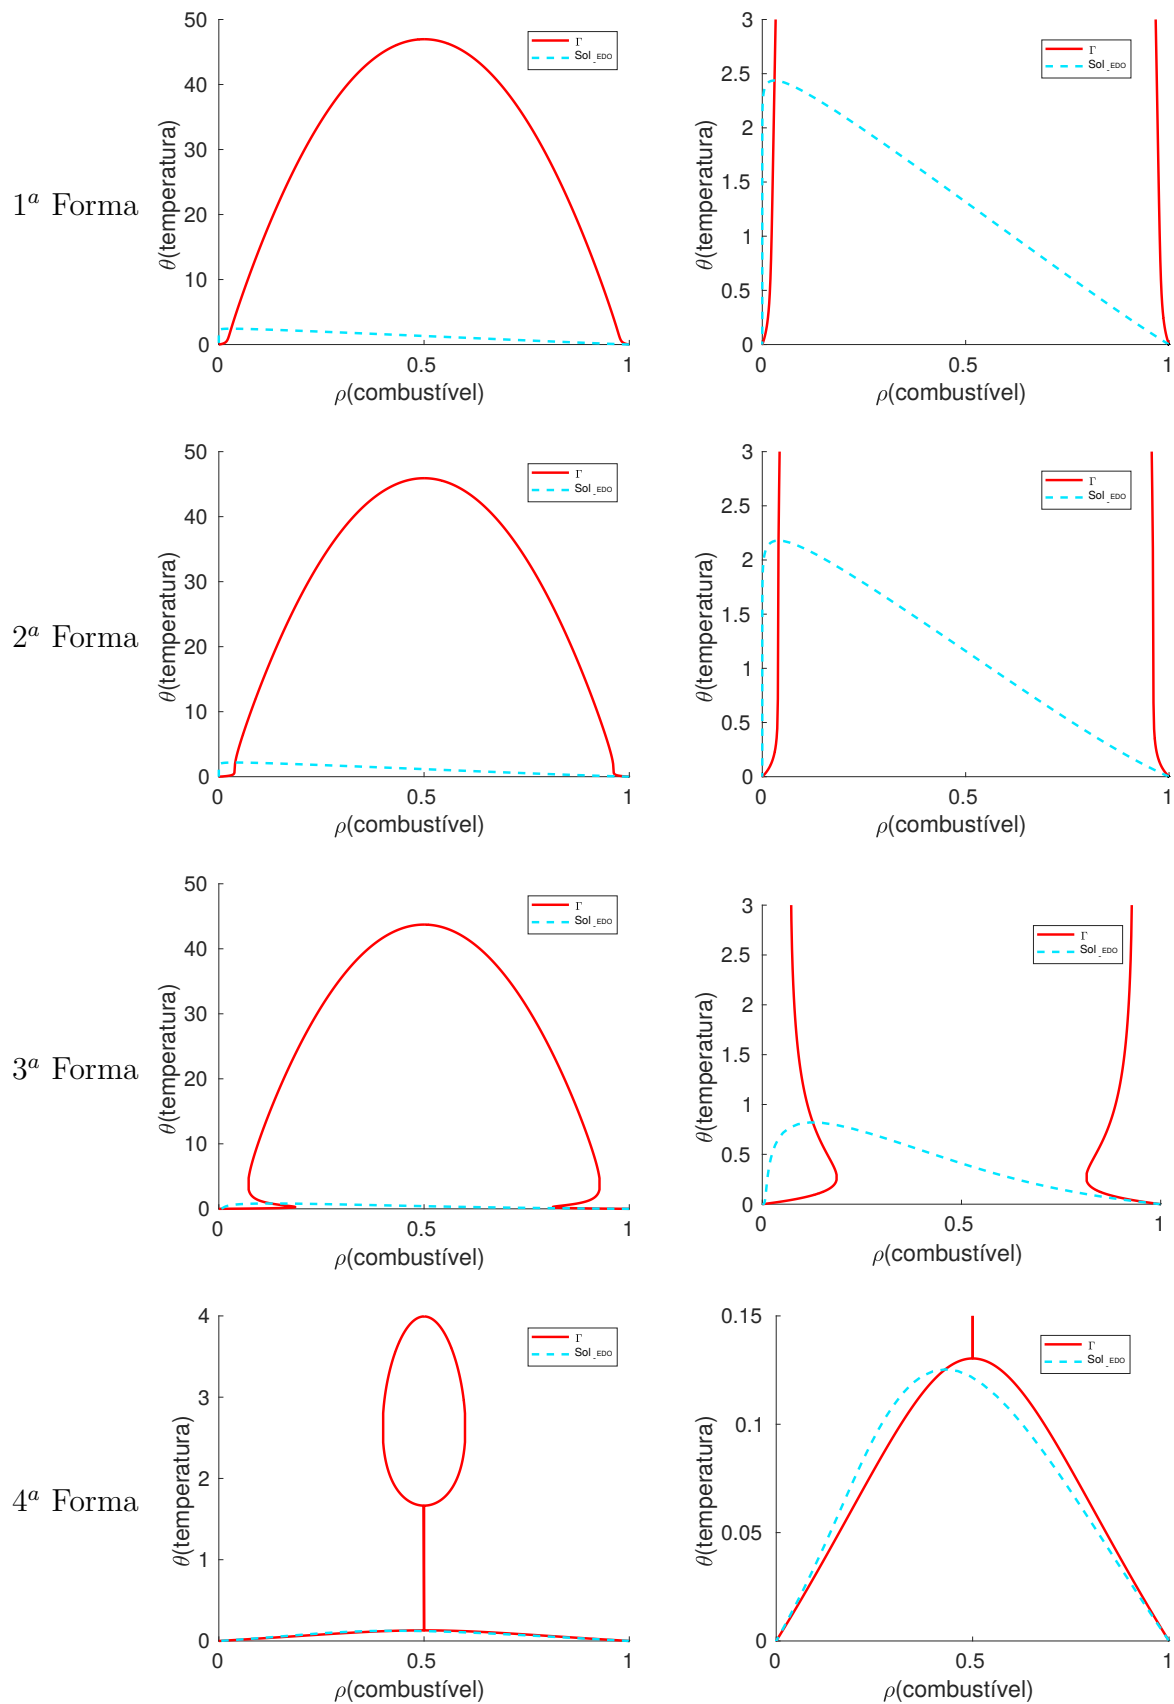 1ª Forma
50
40
30
20
10
0
θ(temperatura)
0
0.5
1
ρ(combustível)
Γ
Sol_EDO
3
2.5
2
1.5
1
0.5
0
θ(temperatura)
0
0.5
1
ρ(combustível)
Γ
Sol_EDO
2ª Forma
50
40
30
20
10
0
θ(temperatura)
0
0.5
1
ρ(combustível)
Γ
Sol_EDO
3
2.5
2
1.5
1
0.5
0
θ(temperatura)
0
0.5
1
ρ(combustível)
Γ
Sol_EDO
3ª Forma
50
40
30
20
10
0
θ(temperatura)
0
0.5
1
ρ(combustível)
Γ
Sol_EDO
3
2.5
2
1.5
1
0.5
0
θ(temperatura)
0
0.5
1
ρ(combustível)
Γ
Sol_EDO
4ª Forma
4
3
2
1
0
θ(temperatura)
0
0.5
1
ρ(combustível)
Γ
Sol_EDO
0.15
0.1
0.05
0
θ(temperatura)
0
0.5
1
ρ(combustível)
Γ
Sol_EDO